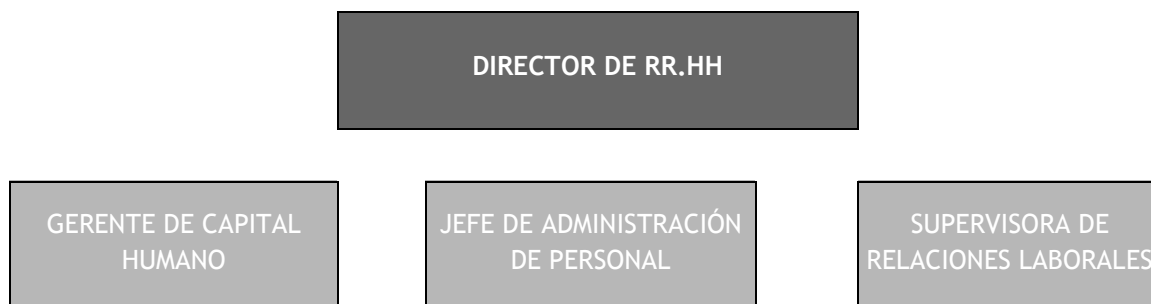 DIRECTOR DE RR.HH
GERENTE DE CAPITAL
HUMANO
JEFE DE ADMINISTRACIÓN
DE PERSONAL
SUPERVISORA DE
RELACIONES LABORALES